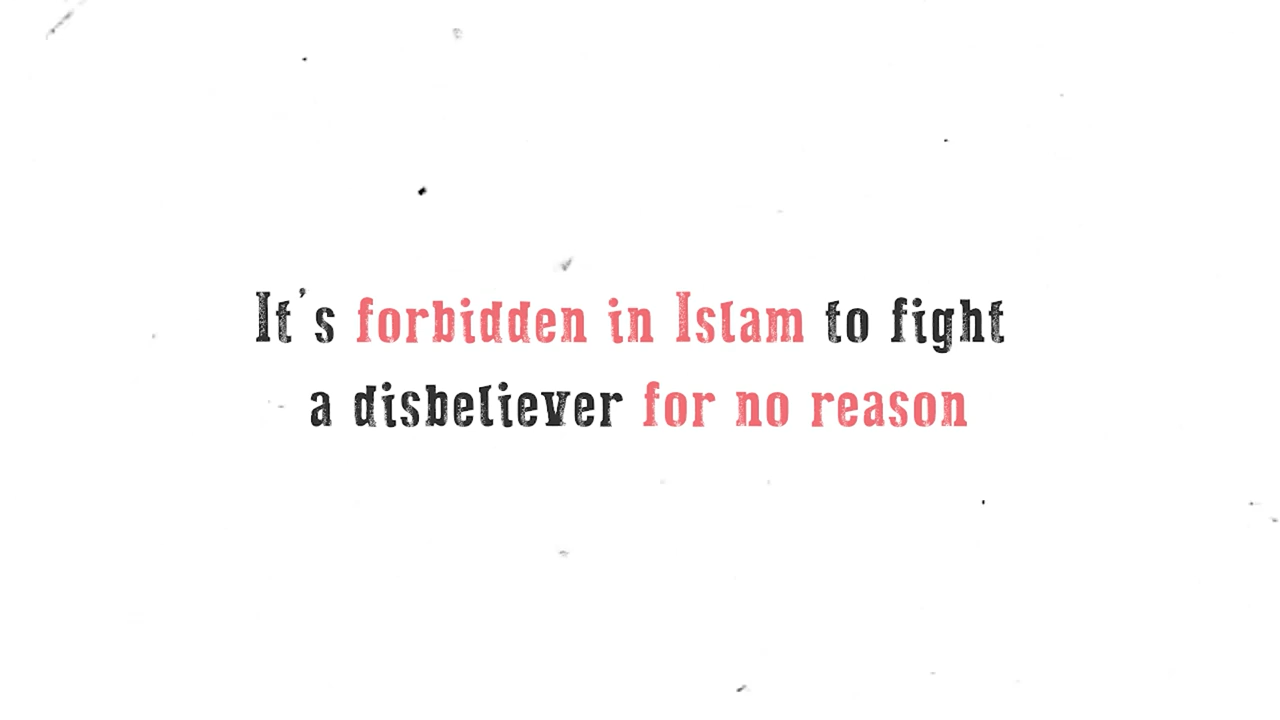 It's forbidden in Islam to fight
a disbeliever for no reason